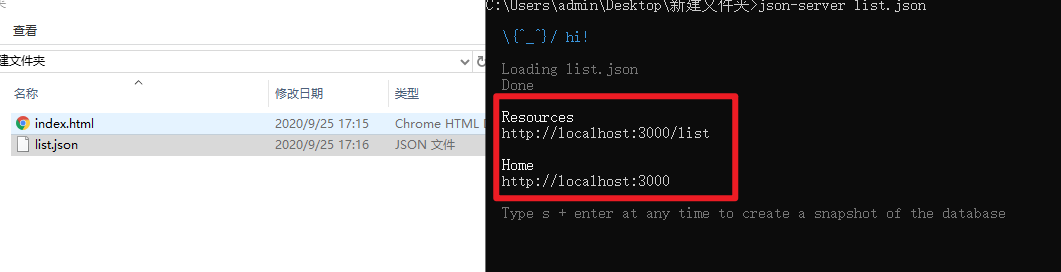 查看
建文件夹
名称
修改日期
类型
index.html
2020/9/25 17:15
Chrome HTML
list.json
2020/9/25 17:16
JSON 文件
C:\Users\admin\Desktop\新建文件夹>json-server list.json
\{^_^}/ hi!
Loading list.json
Done
Resources
http://localhost:3000/list
Home
http://localhost:3000
Type s + enter at any time to create a snapshot of the database